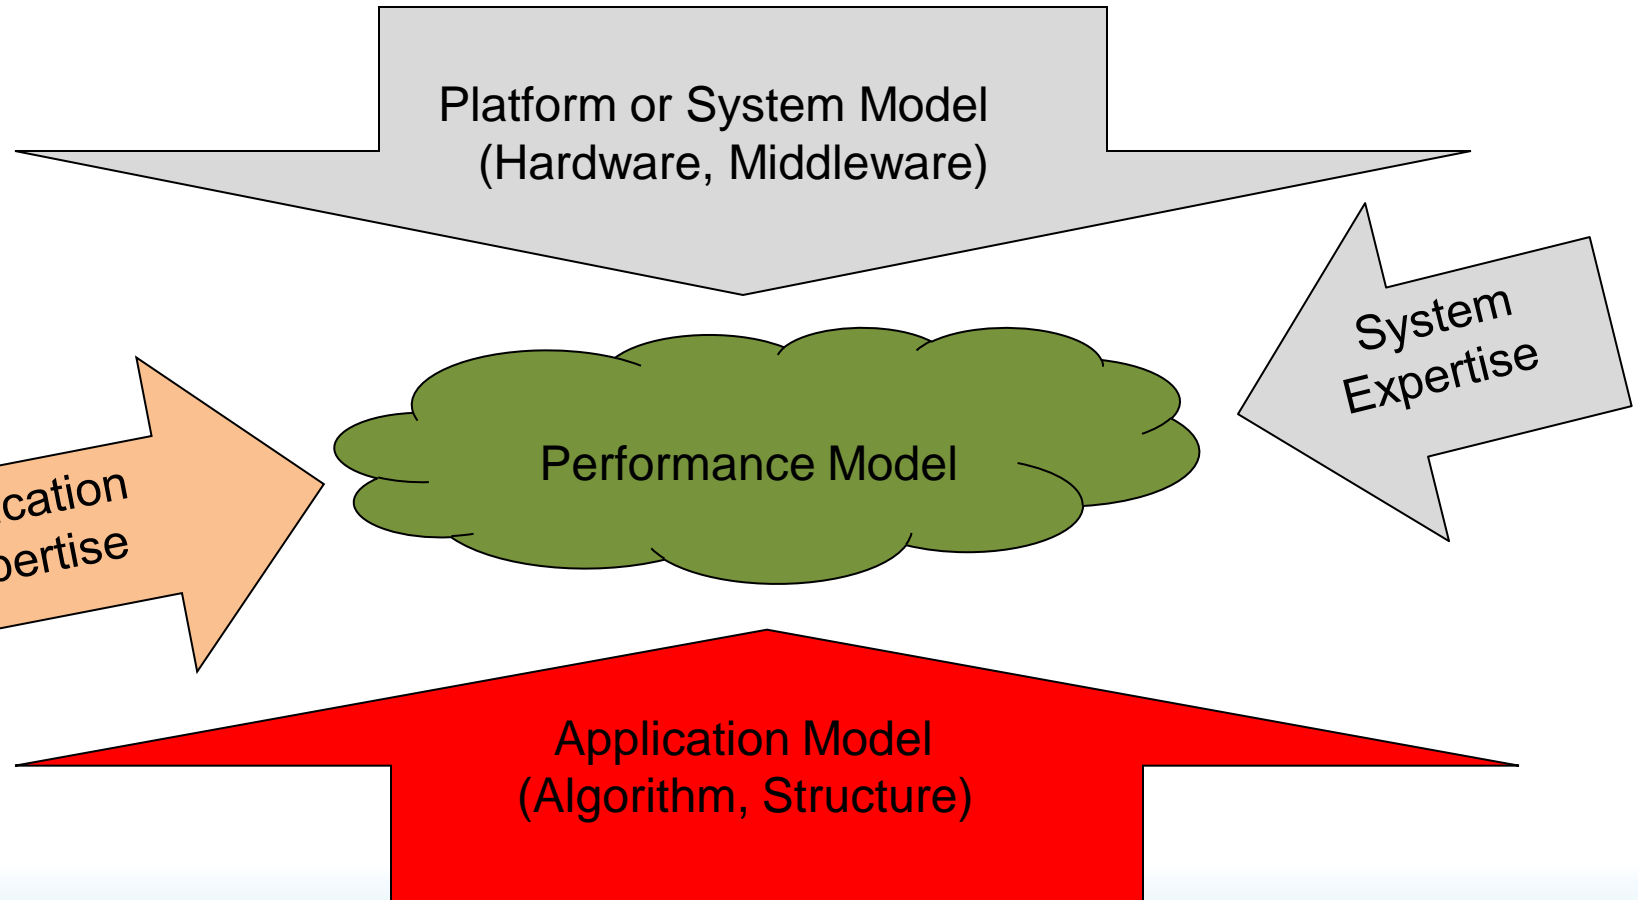 Platform or System Model
(Hardware, Middleware)
System
Expertise
Performance Model
Application Model
(Algorithm, Structure)